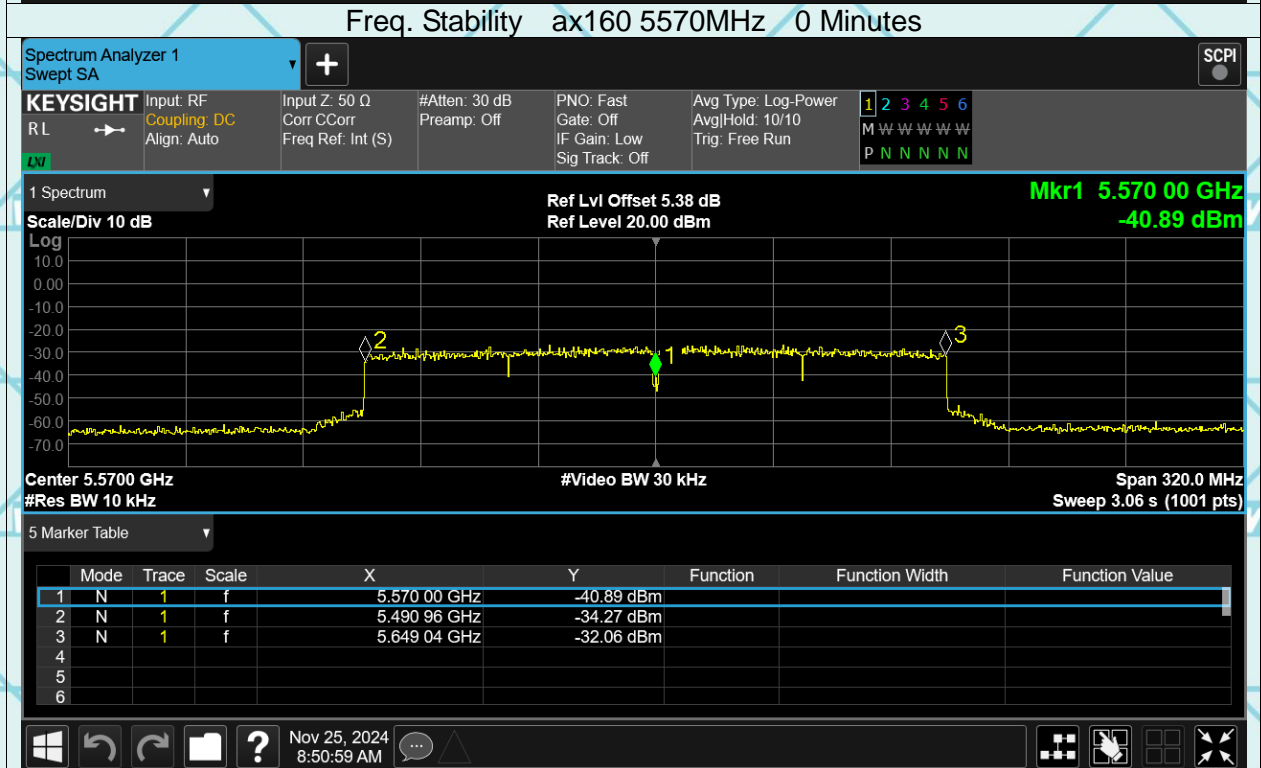 Freq. Stability ax160 5570MHz 0 Minutes
Spectrum Analyzer 1
Swept SA
+
SCPI
KEYSIGHT
RL
LXI
Input: RF
Coupling: DC
Align: Auto
Input Z: 50 Ω
Corr CCorr
Freq Ref: Int (S)
#Atten: 30 dB
Preamp: Off
PNO: Fast
Gate: Off
IF Gain: Low
Sig Track: Off
Avg Type: Log-Power
Avg|Hold: 10/10
Trig: Free Run
1 2 3 4 5 6
M W W W W W
P N N N N N
1 Spectrum
Scale/Div 10 dB
Ref Lvl Offset 5.38 dB
Ref Level 20.00 dBm
Mkr1 5.570 00 GHz
-40.89 dBm
Log
10.0
0.00
-10.0
-20.0
-30.0
-40.0
-50.0
-60.0
-70.0
2
1
3
Center 5.5700 GHz
#Video BW 30 kHz
Span 320.0 MHz
#Res BW 10 kHz
Sweep 3.06 s (1001 pts)
5 Marker Table
Mode Trace Scale X Y Function Function Width Function Value
1 N 1 f 5.570 00 GHz -40.89 dBm
2 N 1 f 5.490 96 GHz -34.27 dBm
3 N 1 f 5.649 04 GHz -32.06 dBm
4
5
6
?
Nov 25, 2024
8:50:59 AM